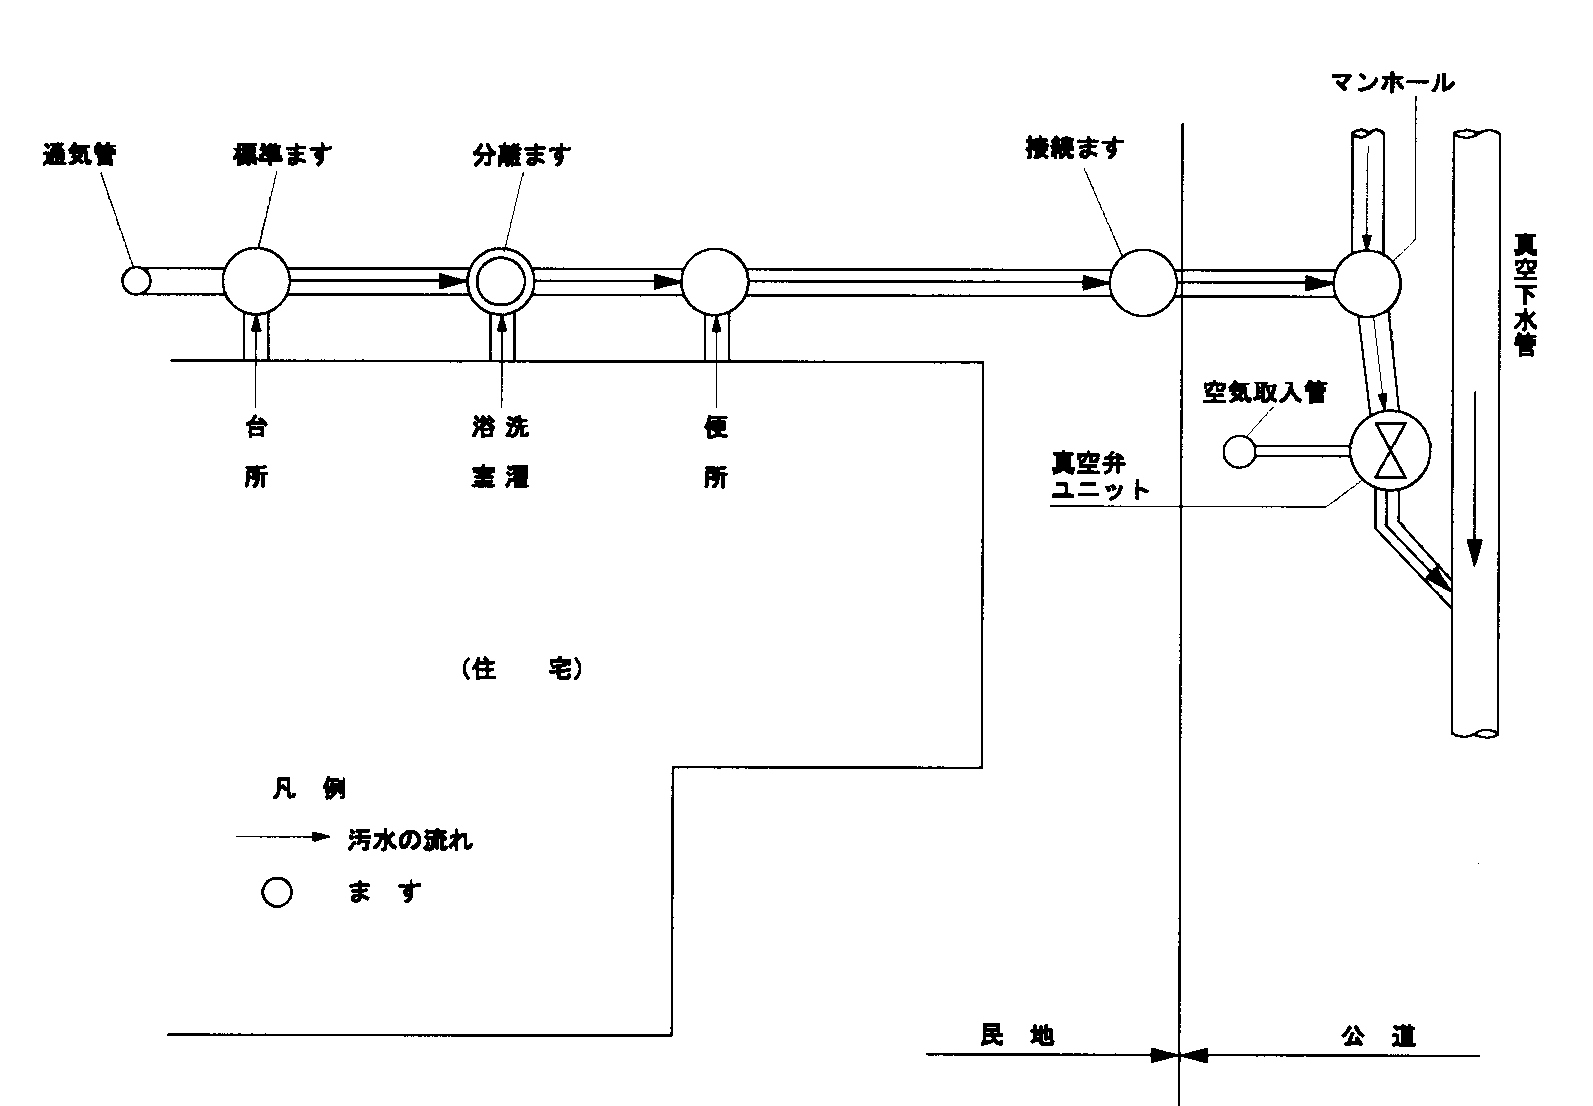 マンホール
通気管
標準ます
分離ます
接続ます
真空下水管
空気取入管
真空弁
ユニット
台所
浴室
洗濯
便所
(住　宅)
凡　例
汚水の流れ
ま　す
民　地
公　道